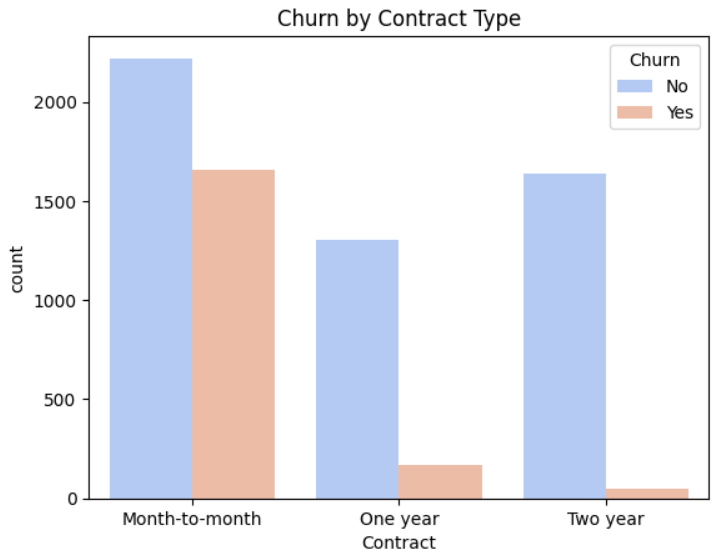 Churn by Contract Type
Churn
No
Yes
2000
1500
1000
500
0
count
Month-to-month
One year
Two year
Contract